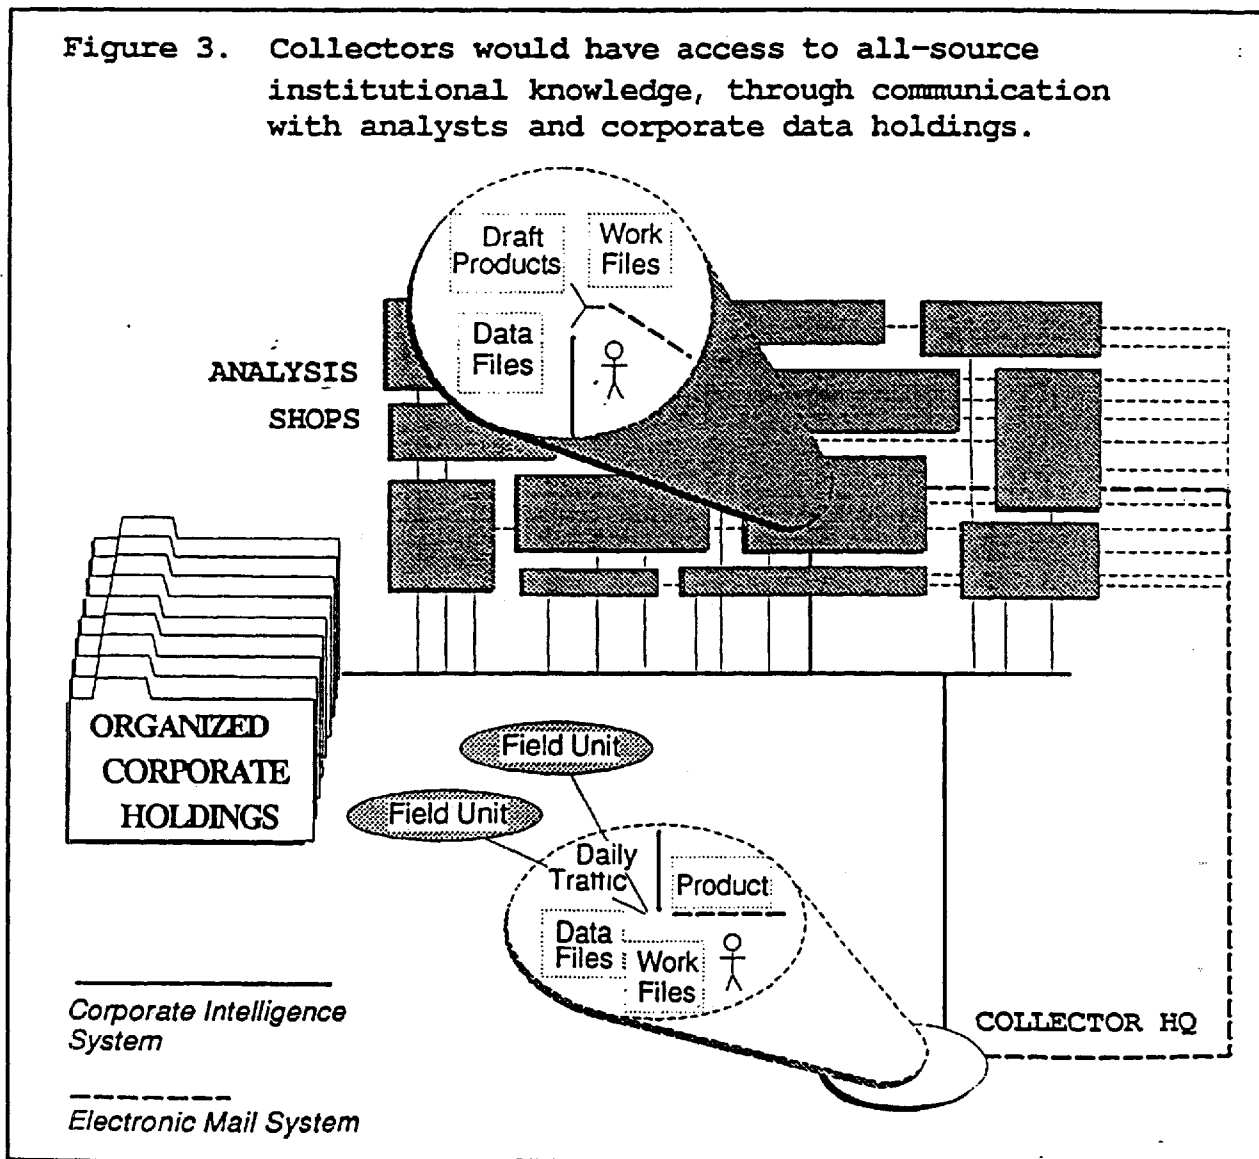 Figure 3. Collectors would have access to all-source
institutional knowledge, through communication
with analysts and corporate data holdings.
Draft
Products
Work
Files
Data
Files
ANALYSIS
SHOPS
ORGANIZED
CORPORATE
HOLDINGS
Field Unit
Field Unit
Daily
Traffic
Product
Data
Files
Work
Files
COLLECTOR HQ
Corporate Intelligence
System
Electronic Mail System